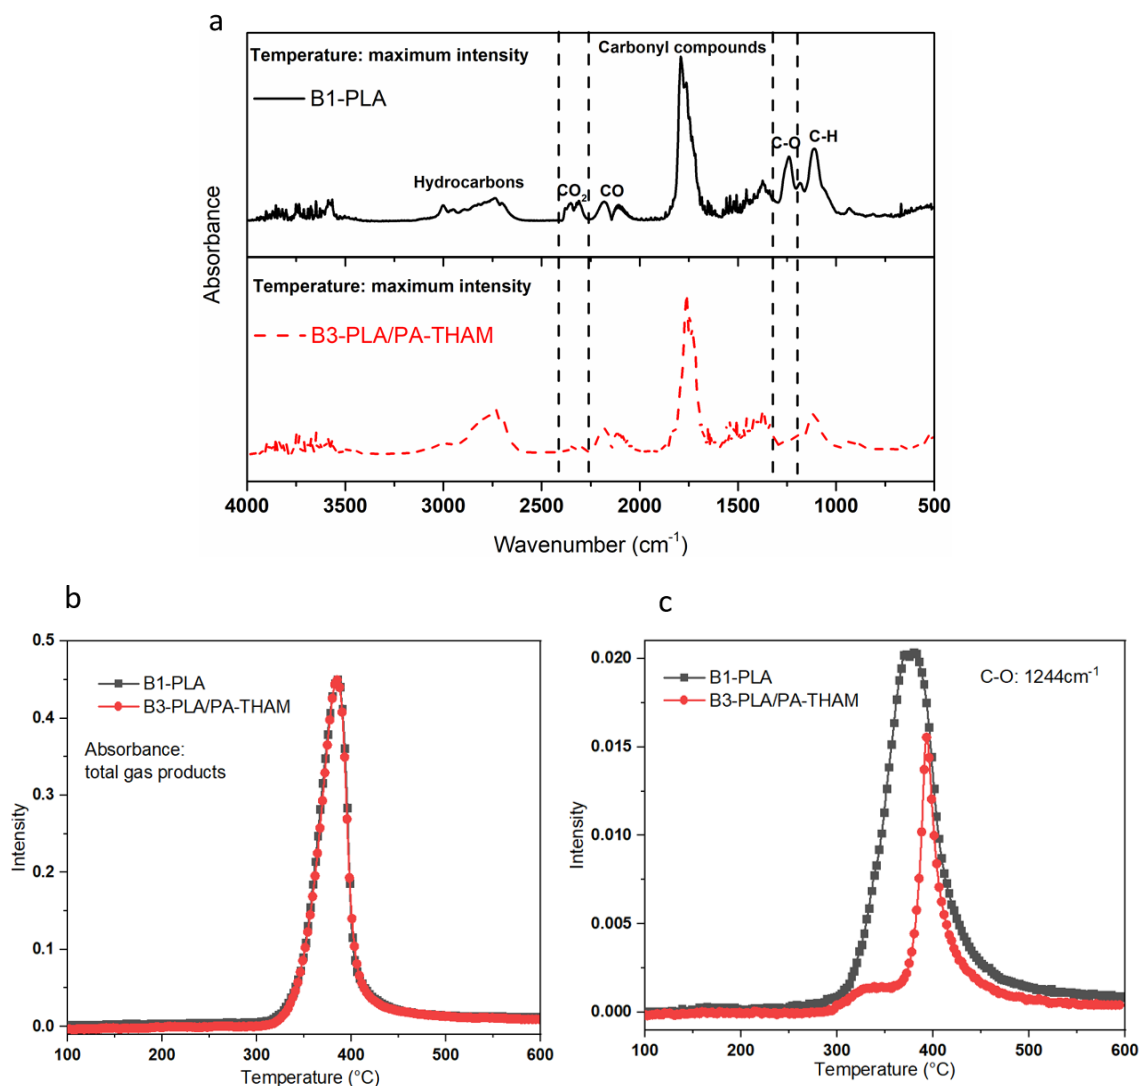 a
Temperature: maximum intensity
Carbonyl compounds
B1-PLA
C-O
C-H
Hydrocarbons
CO2
CO
Absorbance
Temperature: maximum intensity
B3-PLA/PA-THAM
4000 3500 3000 2500 2000 1500 1000 500
Wavenumber (cm-1)
b
0.5
0.4
0.3
0.2
0.1
0.0
Intensity
B1-PLA
B3-PLA/PA-THAM
Absorbance:
total gas products
100 200 300 400 500 600
Temperature (°C)
c
0.020
0.015
0.010
0.005
0.000
Intensity
B1-PLA
B3-PLA/PA-THAM
C-O: 1244cm-1
100 200 300 400 500 600
Temperature (°C)